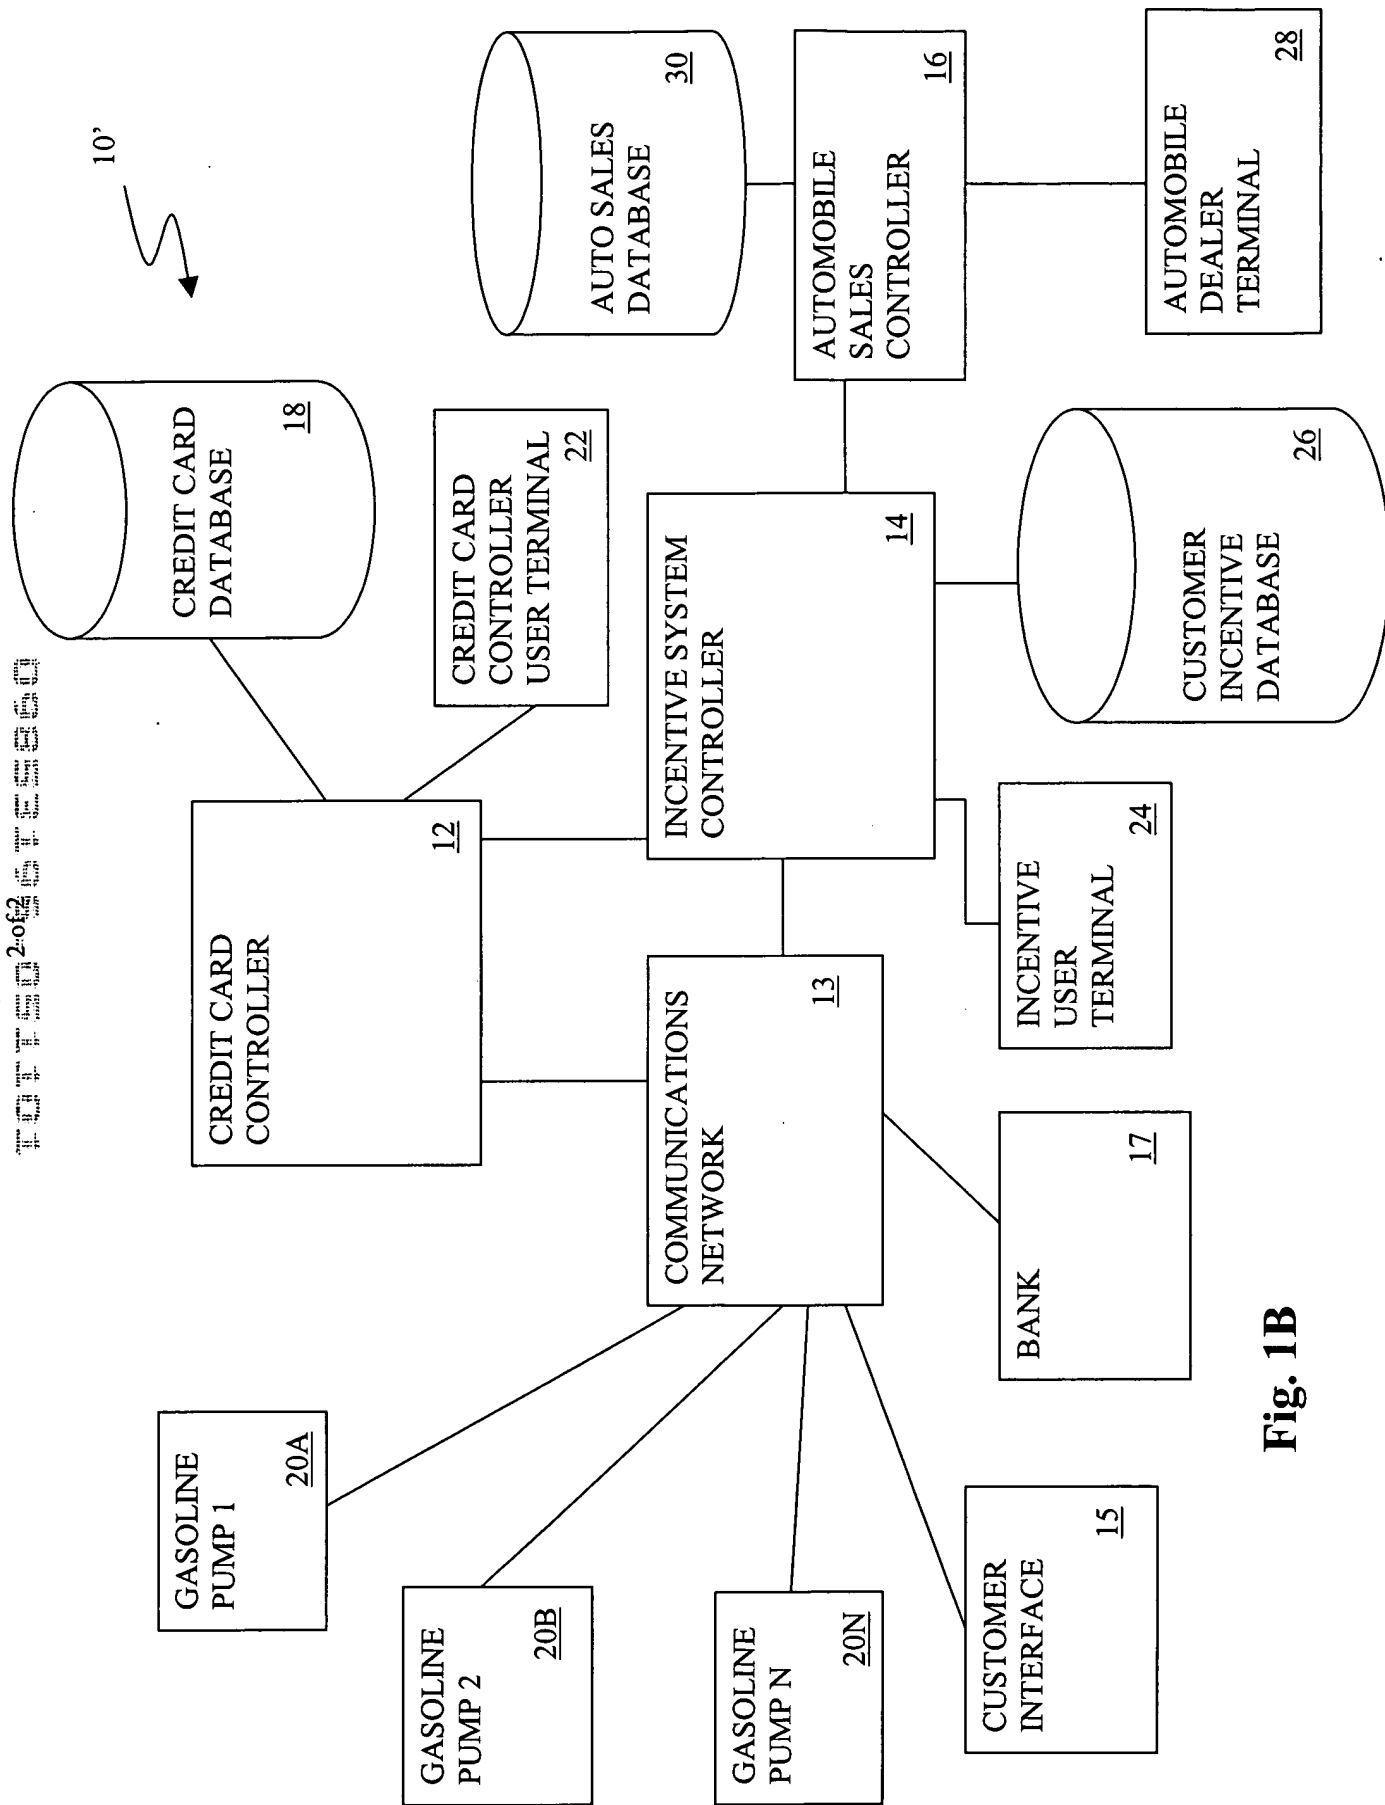 2 of 2
10'
GASOLINE
PUMP 1
20A
GASOLINE
PUMP 2
20B
GASOLINE
PUMP N
20N
CUSTOMER
INTERFACE
15
CREDIT CARD
CONTROLLER
12
COMMUNICATIONS
NETWORK
13
BANK
17
CREDIT CARD
DATABASE
18
CREDIT CARD
CONTROLLER
USER TERMINAL
22
INCENTIVE SYSTEM
CONTROLLER
14
INCENTIVE
USER
TERMINAL
24
CUSTOMER
INCENTIVE
DATABASE
26
AUTO SALES
DATABASE
30
AUTOMOBILE
SALES
CONTROLLER
16
AUTOMOBILE
DEALER
TERMINAL
28
Fig. 1B